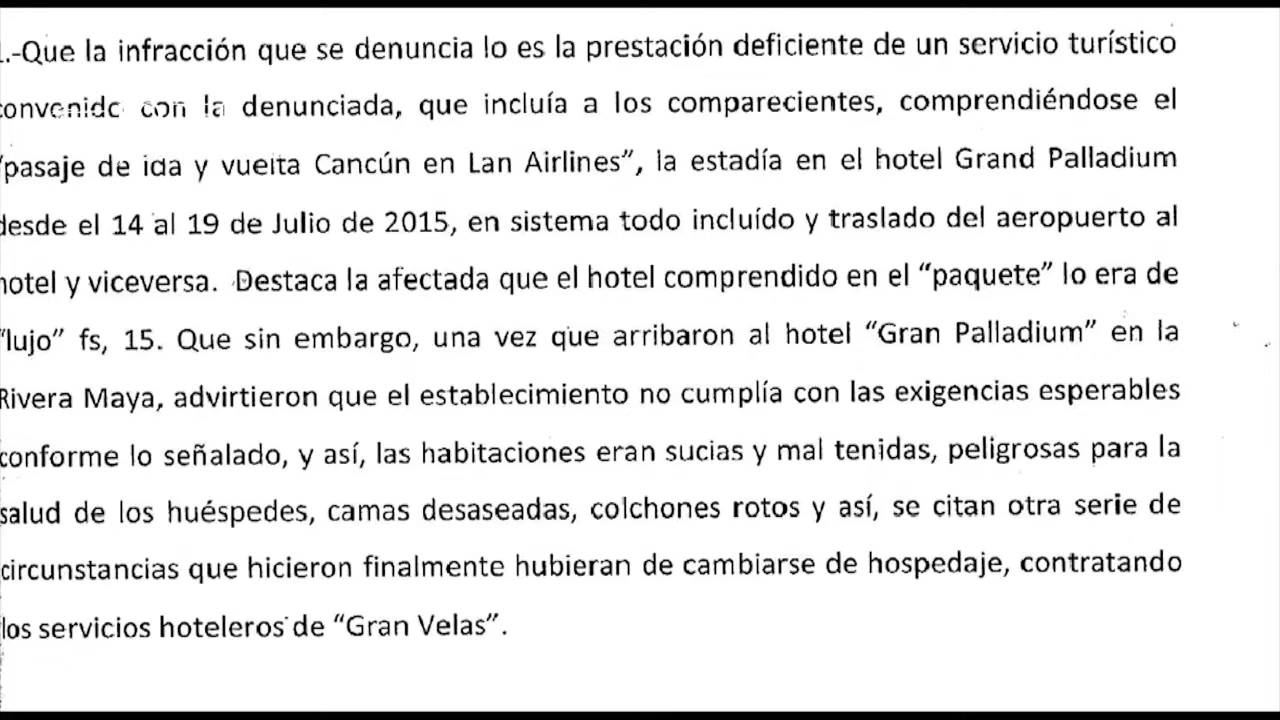 .-Que la infracción que se denuncia lo es la prestación deficiente de un servicio turístico
convenido con la denunciada, que incluía a los comparecientes, comprendiéndose el
“pasaje de ida y vuelta Cancún en Lan Airlines”, la estadía en el hotel Grand Palladium
desde el 14 al 19 de Julio de 2015, en sistema todo incluído y traslado del aeropuerto al
hotel y viceversa. Destaca la afectada que el hotel comprendido en el “paquete” lo era de
“lujo” fs, 15. Que sin embargo, una vez que arribaron al hotel “Gran Palladium” en la
Rivera Maya, advirtieron que el establecimiento no cumplía con las exigencias esperables
conforme lo señalado, y así, las habitaciones eran sucias y mal tenidas, peligrosas para la
salud de los huéspedes, camas desaseadas, colchones rotos y así, se citan otra serie de
circunstancias que hicieron finalmente hubieran de cambiarse de hospedaje, contratando
los servicios hoteleros de “Gran Velas”.